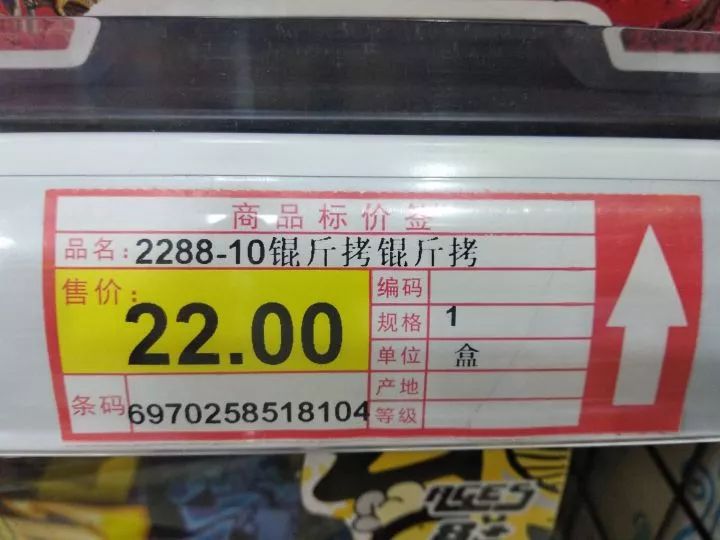 商品标价签
品名:2288-10锟斤拷锟斤拷
售价:
22.00
编码
规格 1
单位 盒
产地
条码 6970258518104
等级